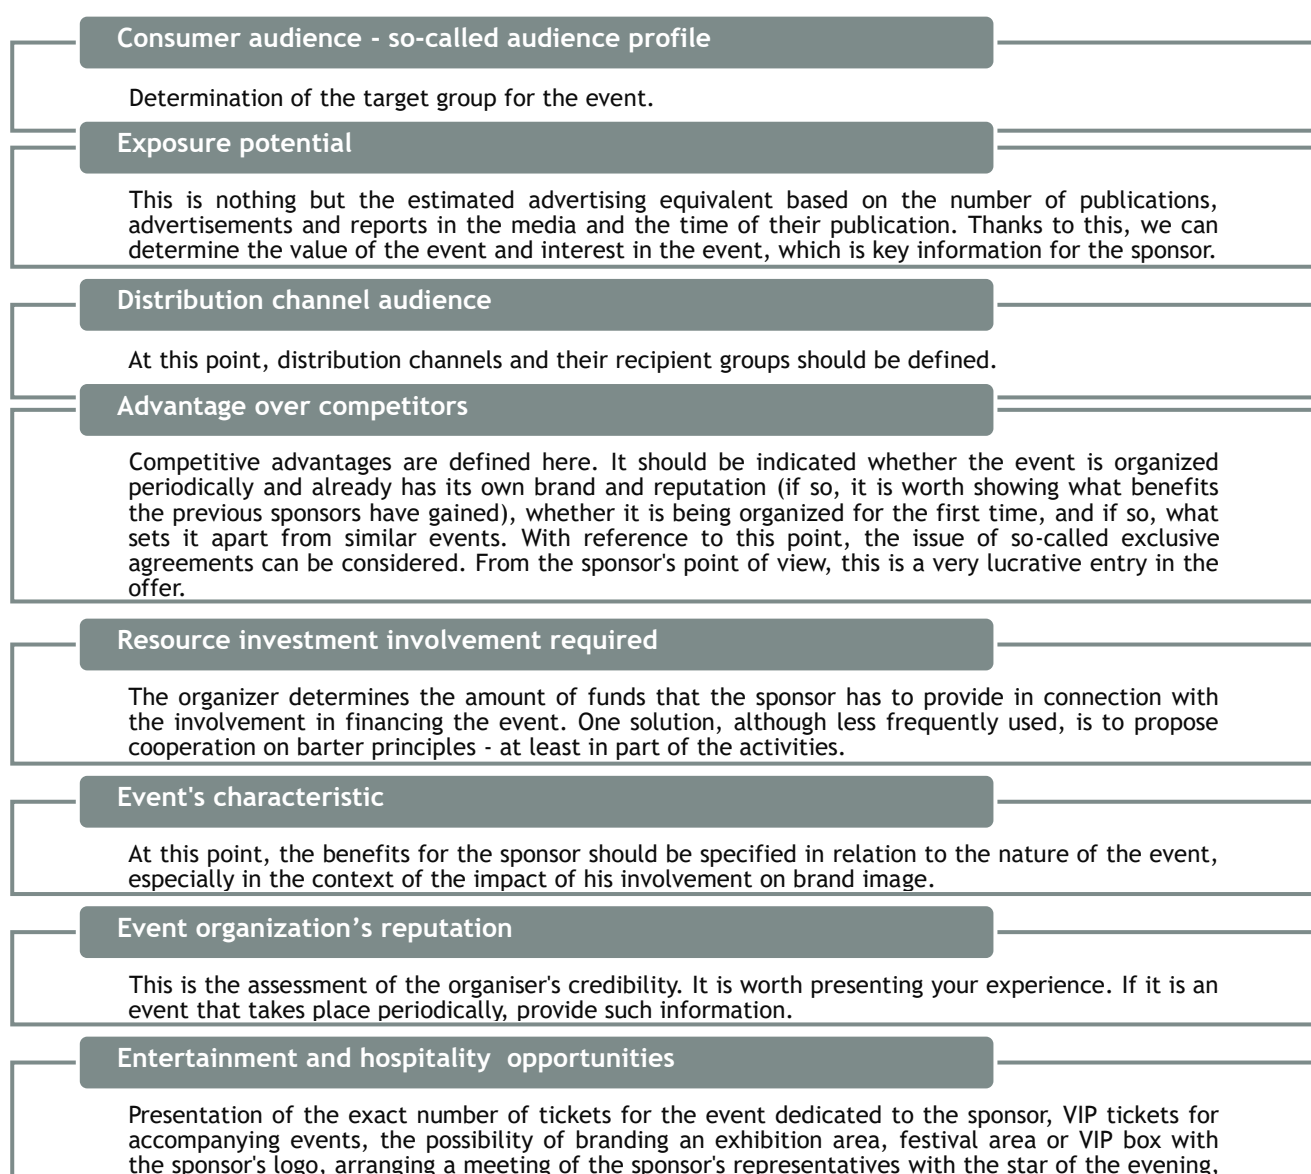 Consumer audience - so-called audience profile
Determination of the target group for the event.
Exposure potential
This is nothing but the estimated advertising equivalent based on the number of publications,
advertisements and reports in the media and the time of their publication. Thanks to this, we can
determine the value of the event and interest in the event, which is key information for the sponsor.
Distribution channel audience
At this point, distribution channels and their recipient groups should be defined.
Advantage over competitors
Competitive advantages are defined here. It should be indicated whether the event is organized
periodically and already has its own brand and reputation (if so, it is worth showing what benefits
the previous sponsors have gained), whether it is being organized for the first time, and if so, what
sets it apart from similar events. With reference to this point, the issue of so-called exclusive
agreements can be considered. From the sponsor's point of view, this is a very lucrative entry in the
offer.
Resource investment involvement required
The organizer determines the amount of funds that the sponsor has to provide in connection with
the involvement in financing the event. One solution, although less frequently used, is to propose
cooperation on barter principles - at least in part of the activities.
Event's characteristic
At this point, the benefits for the sponsor should be specified in relation to the nature of the event,
especially in the context of the impact of his involvement on brand image.
Event organization’s reputation
This is the assessment of the organiser's credibility. It is worth presenting your experience. If it is an
event that takes place periodically, provide such information.
Entertainment and hospitality  opportunities
Presentation of the exact number of tickets for the event dedicated to the sponsor, VIP tickets for
accompanying events, the possibility of branding an exhibition area, festival area or VIP box with
the sponsor's logo, arranging a meeting of the sponsor's representatives with the star of the evening.